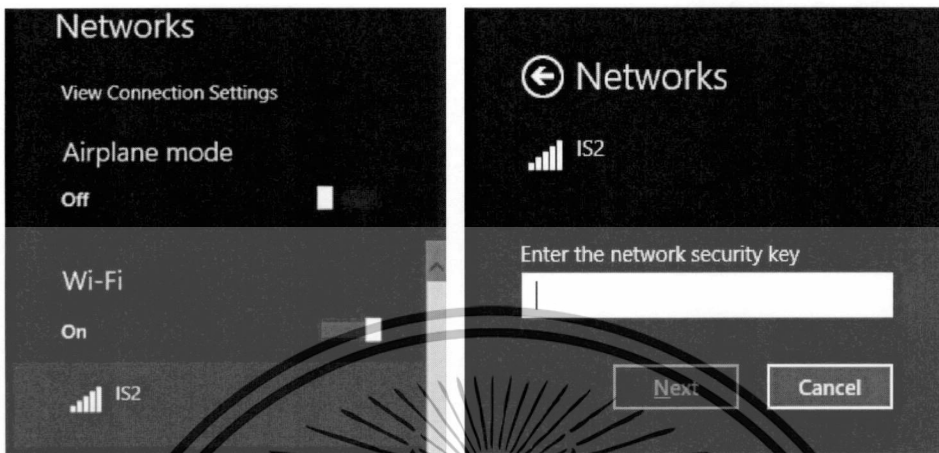 Networks
View Connection Settings
Airplane mode
Off
Wi-Fi
On
IS2
Networks
IS2
Enter the network security key
Next
Cancel